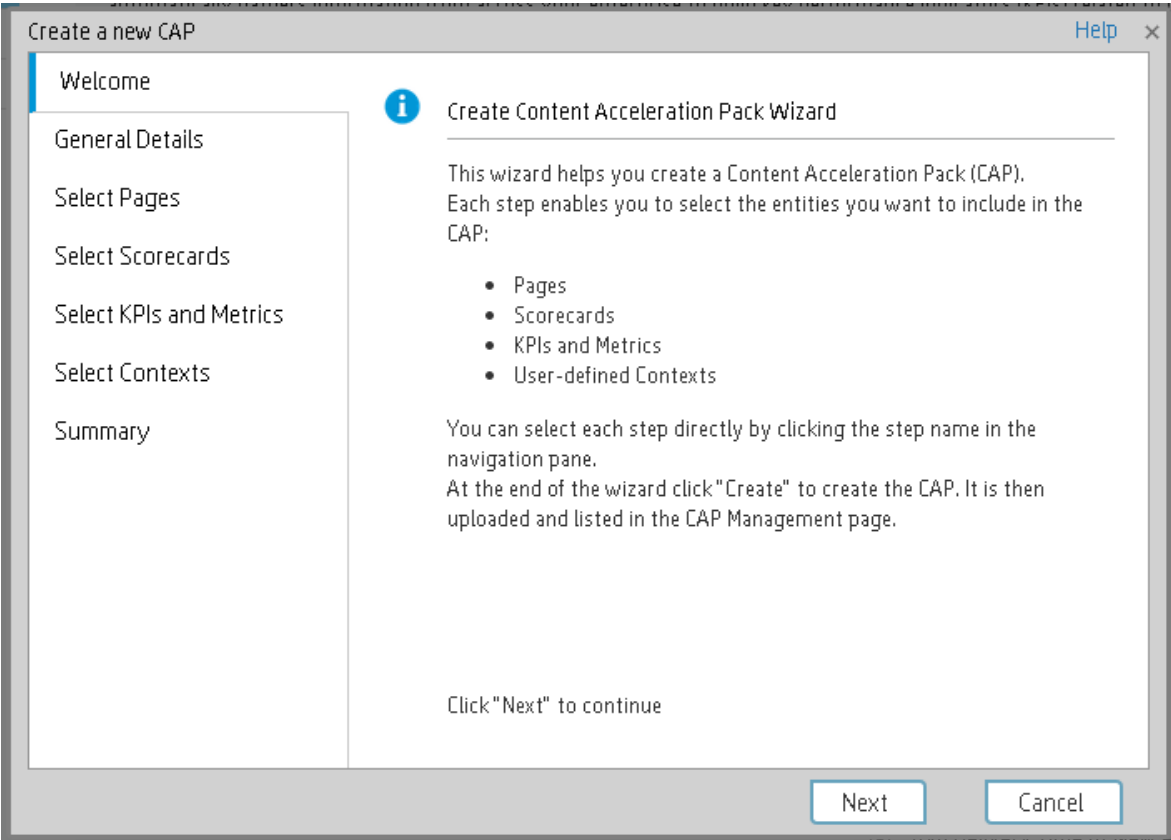 Create a new CAP
Help
Welcome
General Details
Select Pages
Select Scorecards
Select KPIs and Metrics
Select Contexts
Summary
Create Content Acceleration Pack Wizard
This wizard helps you create a Content Acceleration Pack (CAP).
Each step enables you to select the entities you want to include in the
CAP:
• Pages
• Scorecards
• KPIs and Metrics
• User-defined Contexts
You can select each step directly by clicking the step name in the
navigation pane.
At the end of the wizard click "Create" to create the CAP. It is then
uploaded and listed in the CAP Management page.
Click "Next" to continue
Next
Cancel